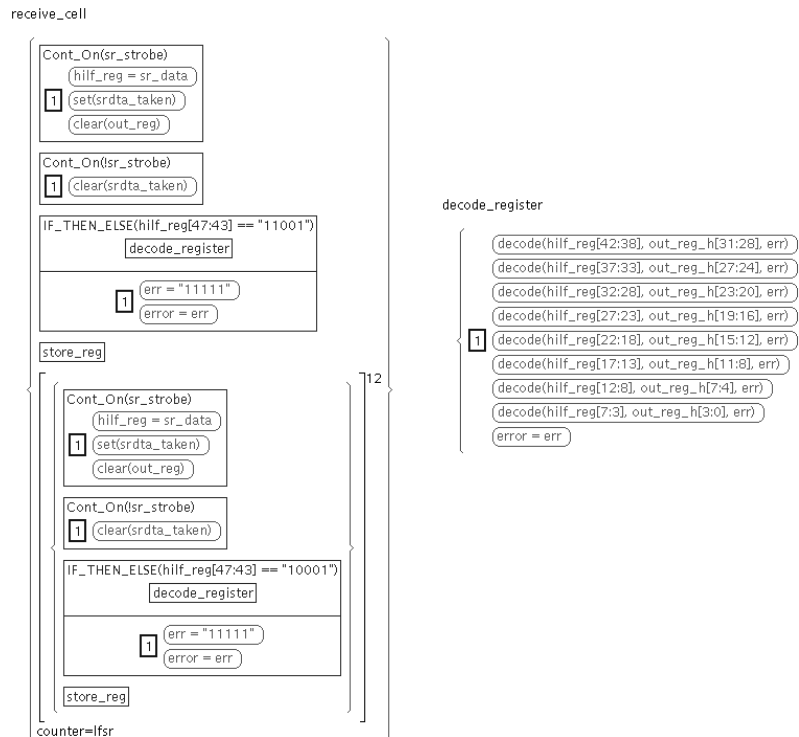 receive_cell
Cont_On(sr_strobe)
hilf_reg = sr_data
1
set(srdta_taken)
clear(out_reg)
Cont_On(!sr_strobe)
1
clear(srdta_taken)
IF_THEN_ELSE(hilf_reg[47:43] == "11001")
decode_register
1
err = "11111"
error = err
store_reg
12
Cont_On(sr_strobe)
hilf_reg = sr_data
1
set(srdta_taken)
clear(out_reg)
Cont_On(!sr_strobe)
1
clear(srdta_taken)
IF_THEN_ELSE(hilf_reg[47:43] == "10001")
decode_register
1
err = "11111"
error = err
store_reg
counter=lfsr
decode_register
decode(hilf_reg[42:38], out_reg_h[31:28], err)
decode(hilf_reg[37:33], out_reg_h[27:24], err)
decode(hilf_reg[32:28], out_reg_h[23:20], err)
decode(hilf_reg[27:23], out_reg_h[19:16], err)
1
decode(hilf_reg[22:18], out_reg_h[15:12], err)
decode(hilf_reg[17:13], out_reg_h[11:8], err)
decode(hilf_reg[12:8], out_reg_h[7:4], err)
decode(hilf_reg[7:3], out_reg_h[3:0], err)
error = err